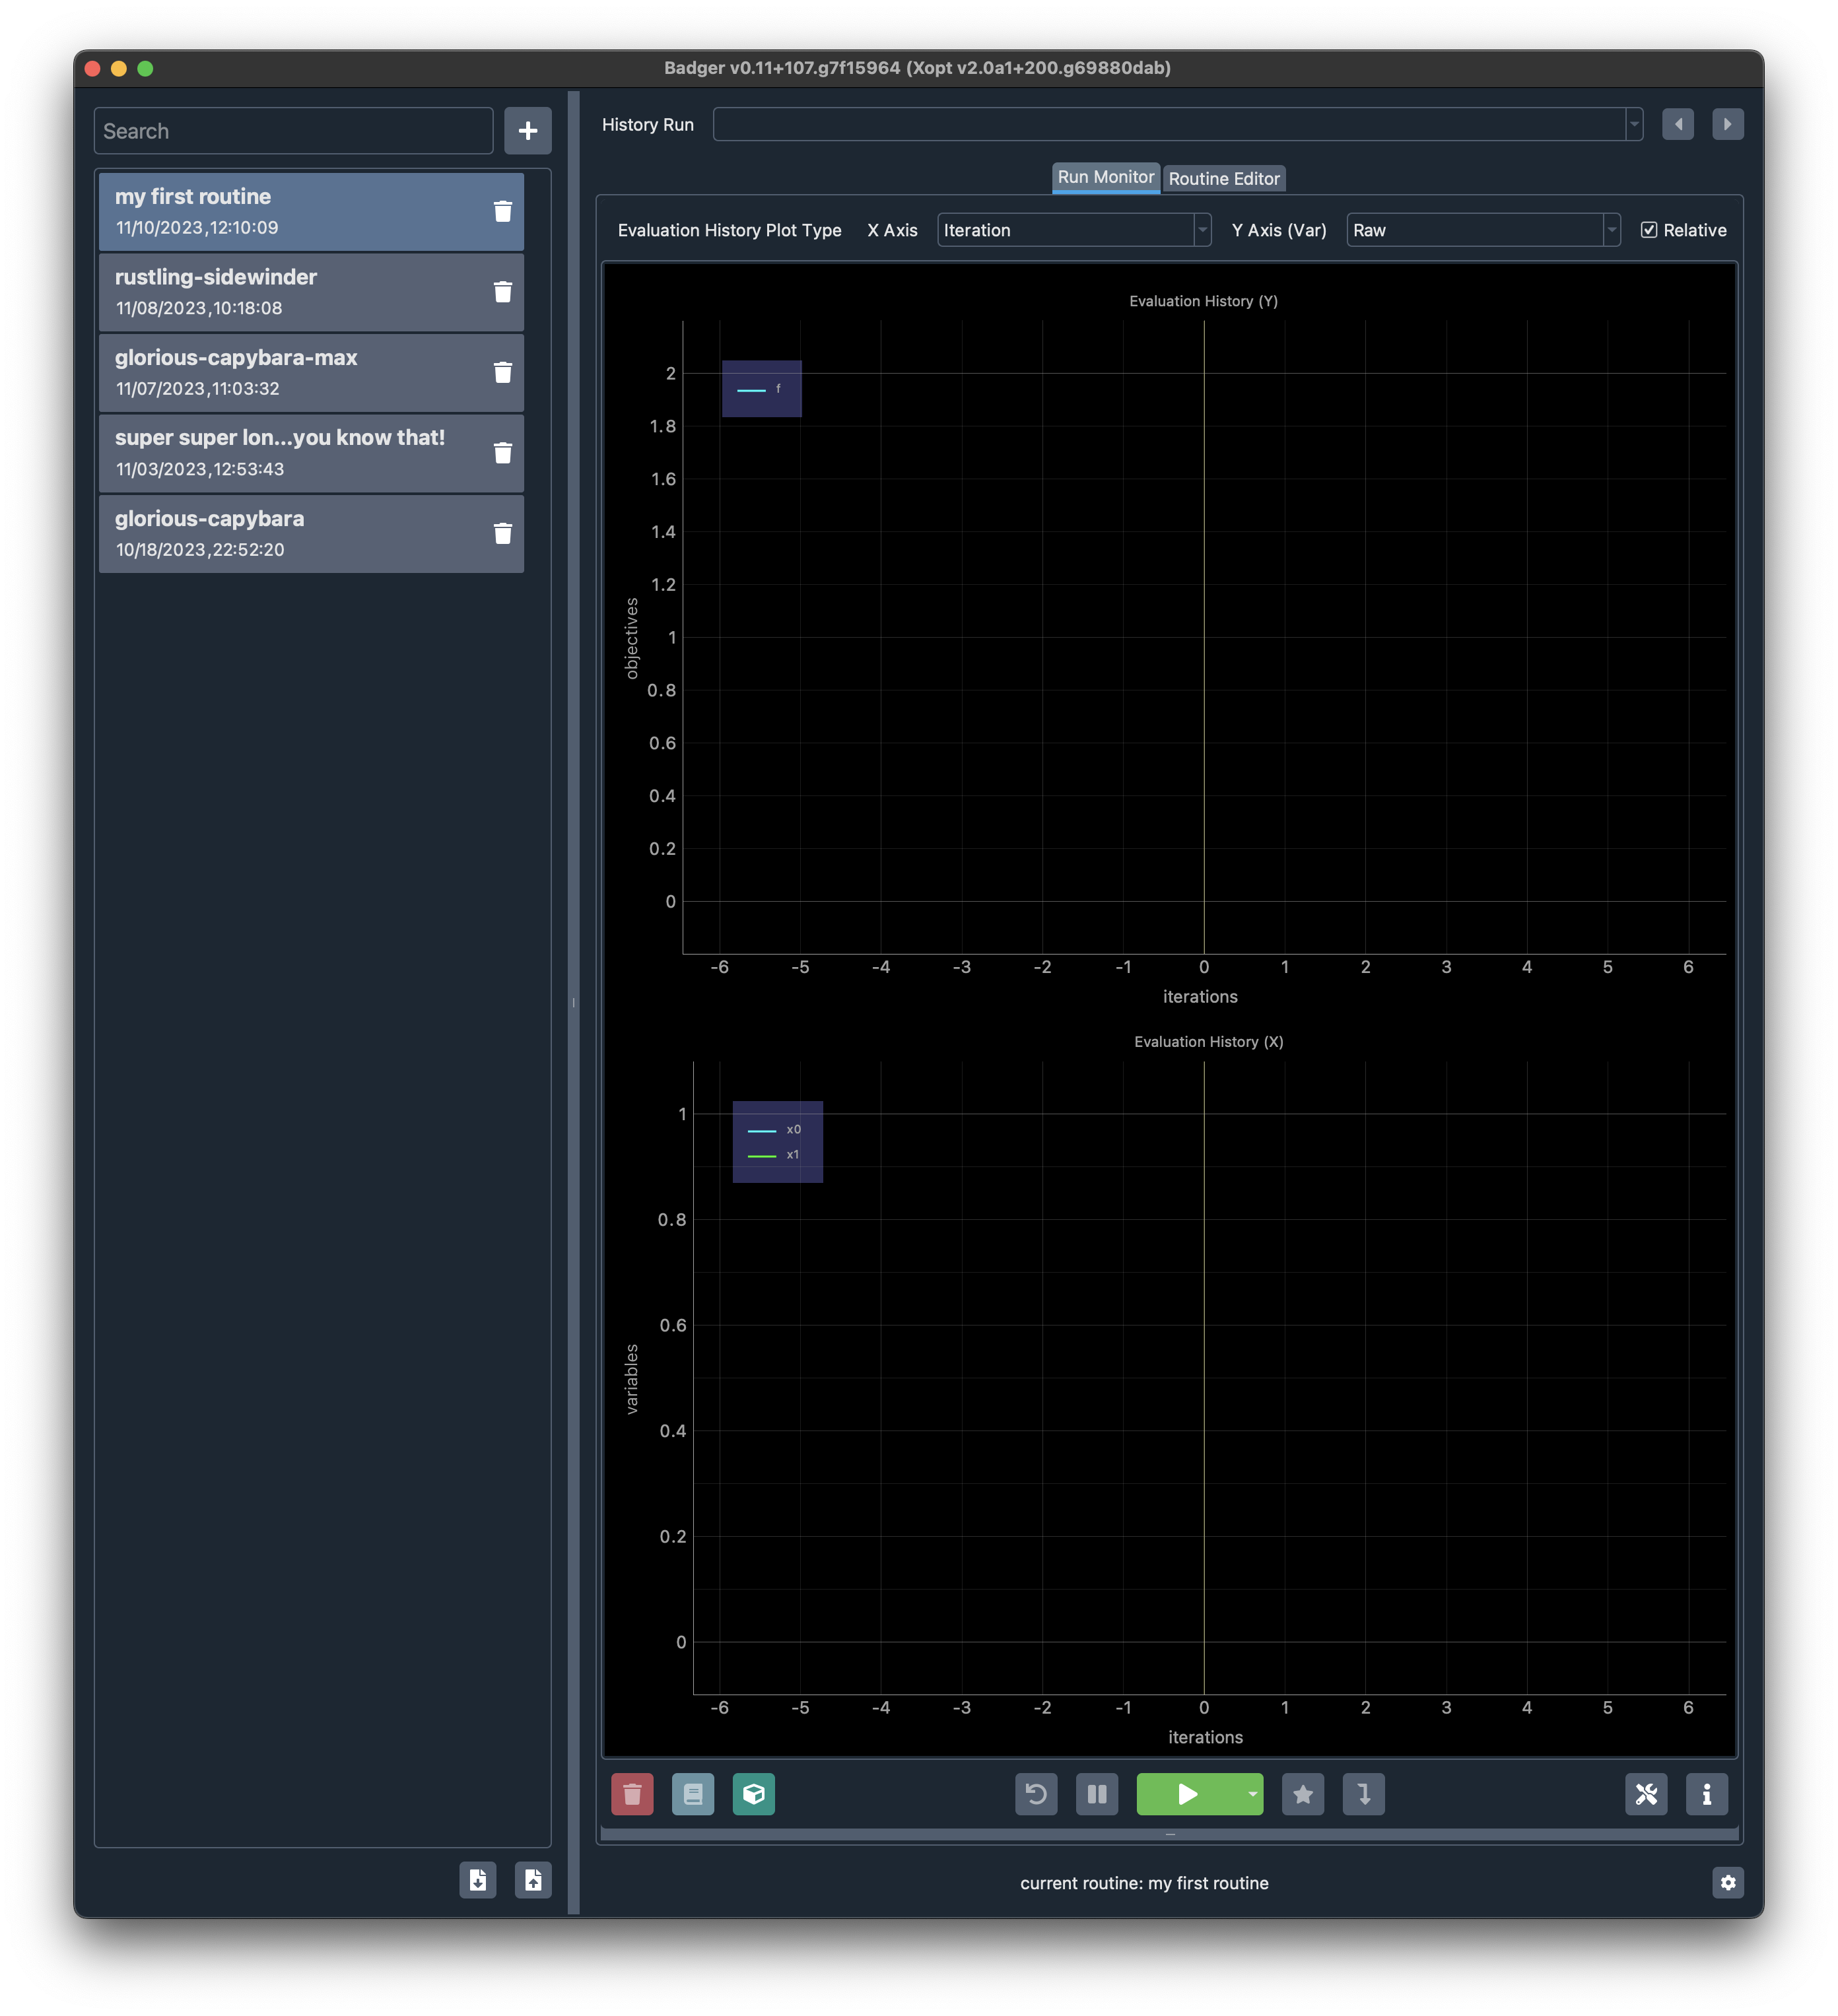 Badger v0.11+107.g7f15964 (Xopt v2.0a1+200.g69880dab)
Search
my first routine
11/10/2023,12:10:09
rustling-sidewinder
11/08/2023,10:18:08
glorious-capybara-max
11/07/2023,11:03:32
super super lon...you know that!
11/03/2023,12:53:43
glorious-capybara
10/18/2023,22:52:20
History Run
Run Monitor Routine Editor
Evaluation History Plot Type X Axis Iteration Y Axis (Var) Raw Relative
Evaluation History (Y)
f
objectives
2
1.8
1.6
1.4
1.2
1
0.8
0.6
0.4
0.2
0
-6 -5 -4 -3 -2 -1 0 1 2 3 4 5 6
iterations
Evaluation History (X)
x0
x1
variables
1
0.8
0.6
0.4
0.2
0
-6 -5 -4 -3 -2 -1 0 1 2 3 4 5 6
iterations
current routine: my first routine